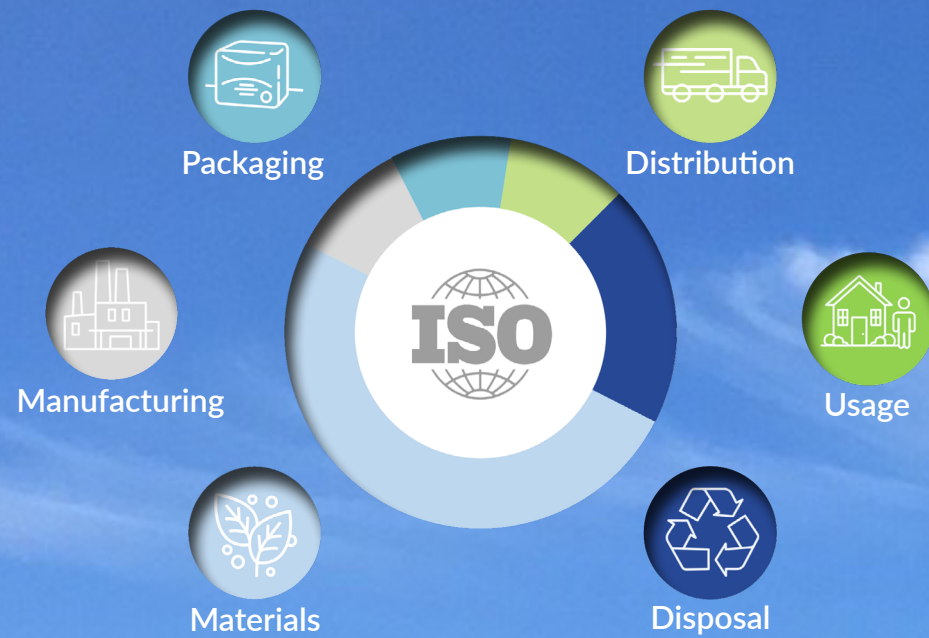 Packaging
Distribution
ISO
Manufacturing
Usage
Materials
Disposal